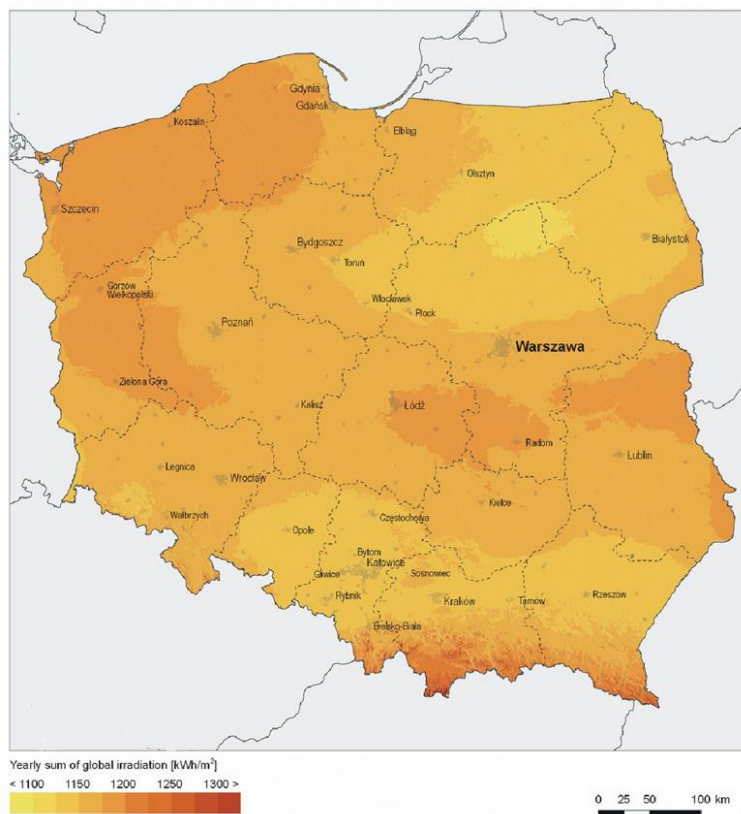 Gdynia
Gdańsk
Koszalin
Elbląg
Olsztyn
Szczecin
Białystok
Bydgoszcz
Toruń
Gorzów
Wielkopolski
Włocławek
Płock
Poznań
Warszawa
Zielona Góra
Kalisz
Łódź
Radom
Lublin
Legnica
Wrocław
Kielce
Wałbrzych
Częstochowa
Opole
Bytom
Katowice
Gliwice
Sosnowiec
Rybnik
Kraków
Tarnow
Rzeszow
Bielsko-Biała
Yearly sum of global irradiation [kWh/m²]
< 1100 1150 1200 1250 1300 >
0 25 50 100 km